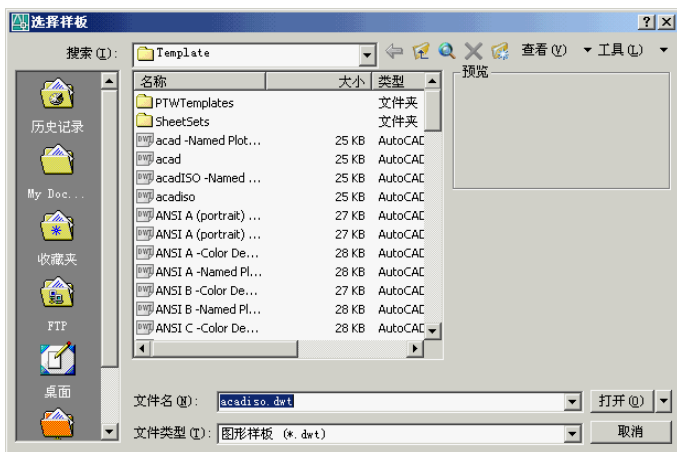 选择样板
搜索(I): Template 查看(V) 工具(L)
名称 大小 类型 预览
PTWTemplates 文件夹
SheetSets 文件夹
acad -Named Plot... 25 KB AutoCAD
acad 25 KB AutoCAD
acadISO -Named ... 25 KB AutoCAD
acadiso 25 KB AutoCAD
ANSI A (portrait) ... 27 KB AutoCAD
ANSI A (portrait) ... 27 KB AutoCAD
ANSI A -Color De... 28 KB AutoCAD
ANSI A -Named Pl... 28 KB AutoCAD
ANSI B -Color De... 27 KB AutoCAD
ANSI B -Named Pl... 28 KB AutoCAD
ANSI C -Color De... 28 KB AutoCAD
历史记录
My Doc...
收藏夹
FTP
桌面
文件名(N): acadiso.dwt 打开(O)
文件类型(T): 图形样板 (*.dwt) 取消